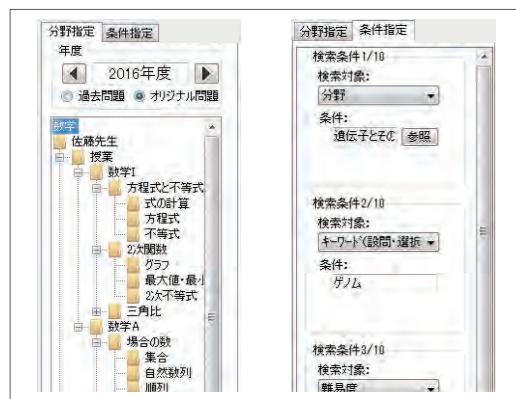 分野指定 条件指定
年度
2016年度
過去問題 オリジナル問題
数学
佐藤先生
授業
数学I
方程式と不等式
式の計算
方程式
不等式
2次関数
グラフ
最大値・最小
2次不等式
三角比
数学A
場合の数
集合
自然数列
順列
分野指定 条件指定
検索条件1/10
検索対象:
分野
条件:
遺伝子とその 参照
検索条件2/10
検索対象:
キーワード(設問・選択
条件:
ゲノム
検索条件3/10
検索対象:
難易度